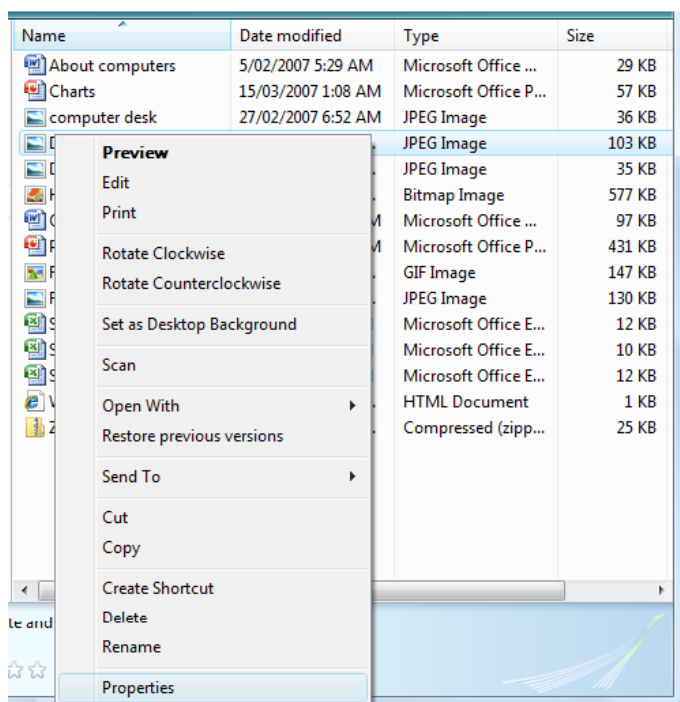 Name Date modified Type Size
About computers 5/02/2007 5:29 AM Microsoft Office ... 29 KB
Charts 15/03/2007 1:08 AM Microsoft Office P... 57 KB
computer desk 27/02/2007 6:52 AM JPEG Image 36 KB
JPEG Image 103 KB
JPEG Image 35 KB
Bitmap Image 577 KB
Microsoft Office ... 97 KB
Microsoft Office P... 431 KB
GIF Image 147 KB
JPEG Image 130 KB
Microsoft Office E... 12 KB
Microsoft Office E... 10 KB
Microsoft Office E... 12 KB
HTML Document 1 KB
Compressed (zipp... 25 KB
Preview
Edit
Print
Rotate Clockwise
Rotate Counterclockwise
Set as Desktop Background
Scan
Open With
Restore previous versions
Send To
Cut
Copy
Create Shortcut
Delete
Rename
Properties
and